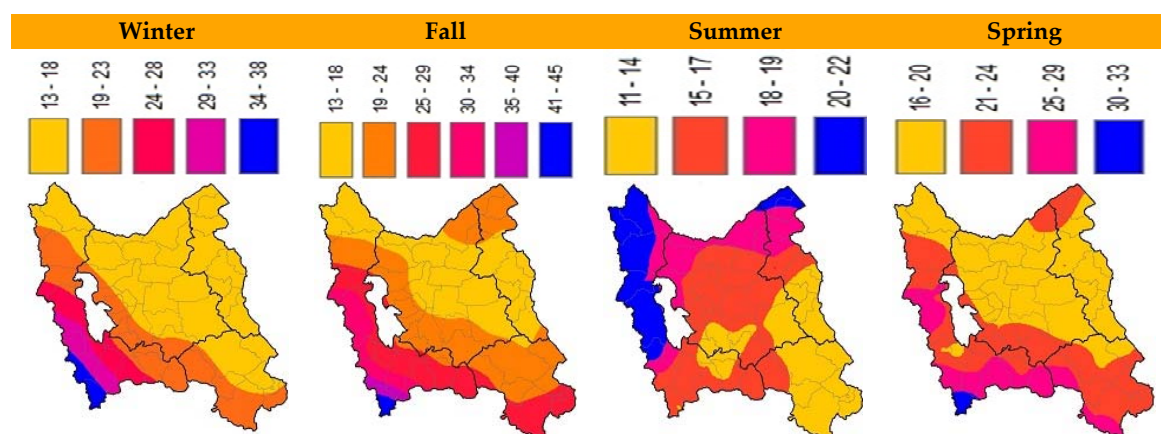 Winter
Fall
Summer
Spring
13 - 18
19 - 23
24 - 28
29 - 33
34 - 38
13 - 18
19 - 24
25 - 29
30 - 34
35 - 40
41 - 45
11 - 14
15 - 17
18 - 19
20 - 22
16 - 20
21 - 24
25 - 29
30 - 33